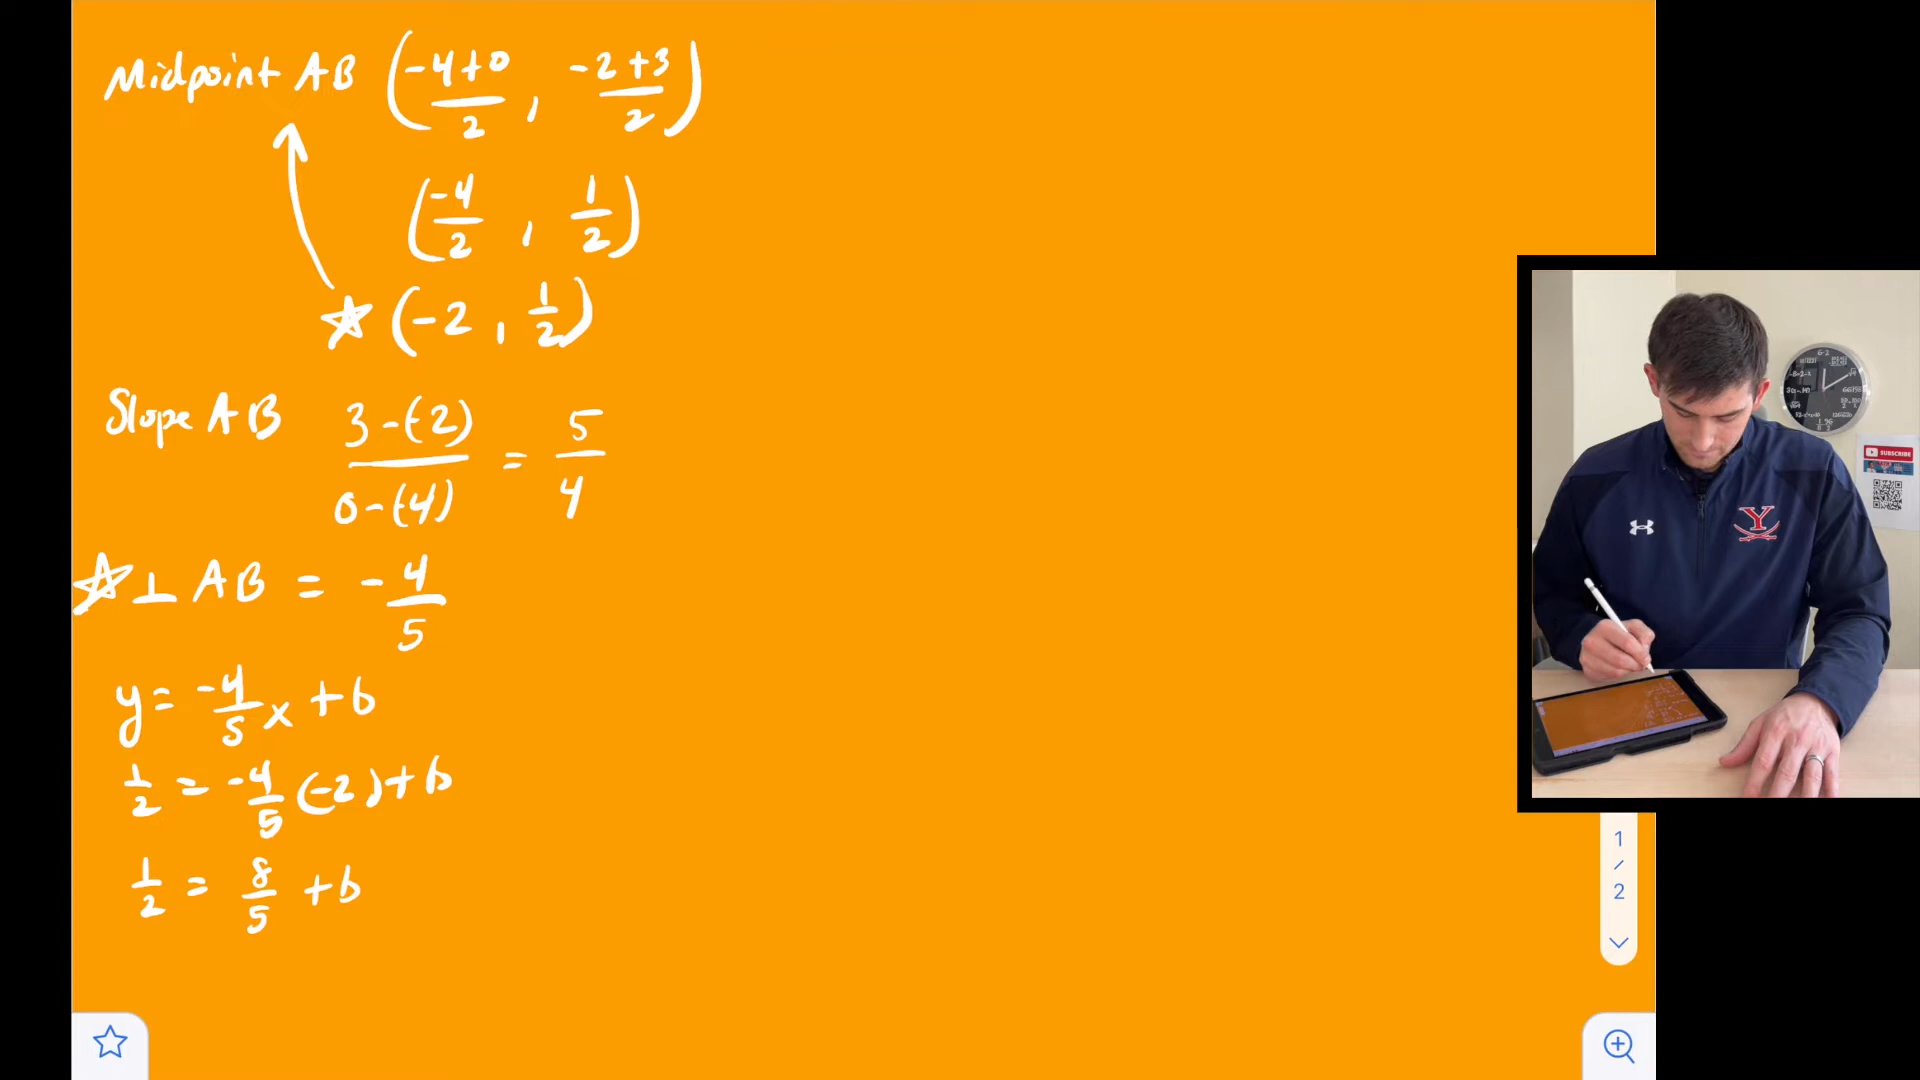 Midpoint AB (-4+0/2, -2+3/2)
(-4/2, 1/2)
☆ (-2, 1/2)
Slope AB 3-(-2)/0-(-4) = 5/4
☆ ⊥ AB = -4/5
y = -4/5 x + b
1/2 = -4/5 (-2) + b
1/2 = 8/5 + b
SUBSCRIBE
Y
1
/
2